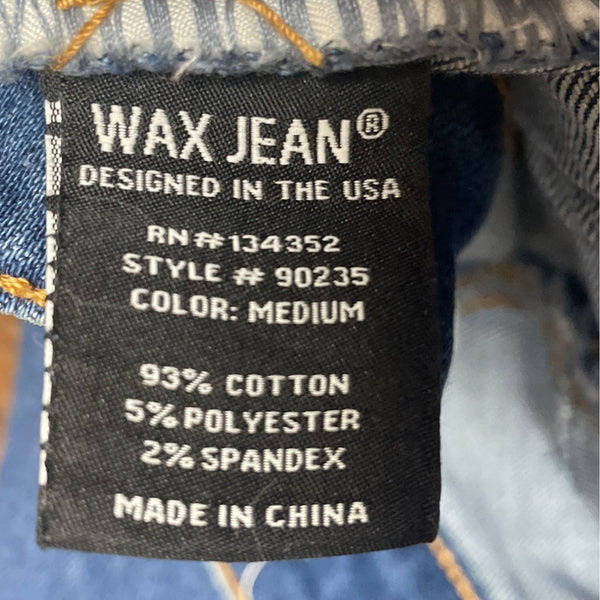 WAX JEAN®
DESIGNED IN THE USA
RN#134352
STYLE # 90235
COLOR: MEDIUM
93% COTTON
5% POLYESTER
2% SPANDEX
MADE IN CHINA